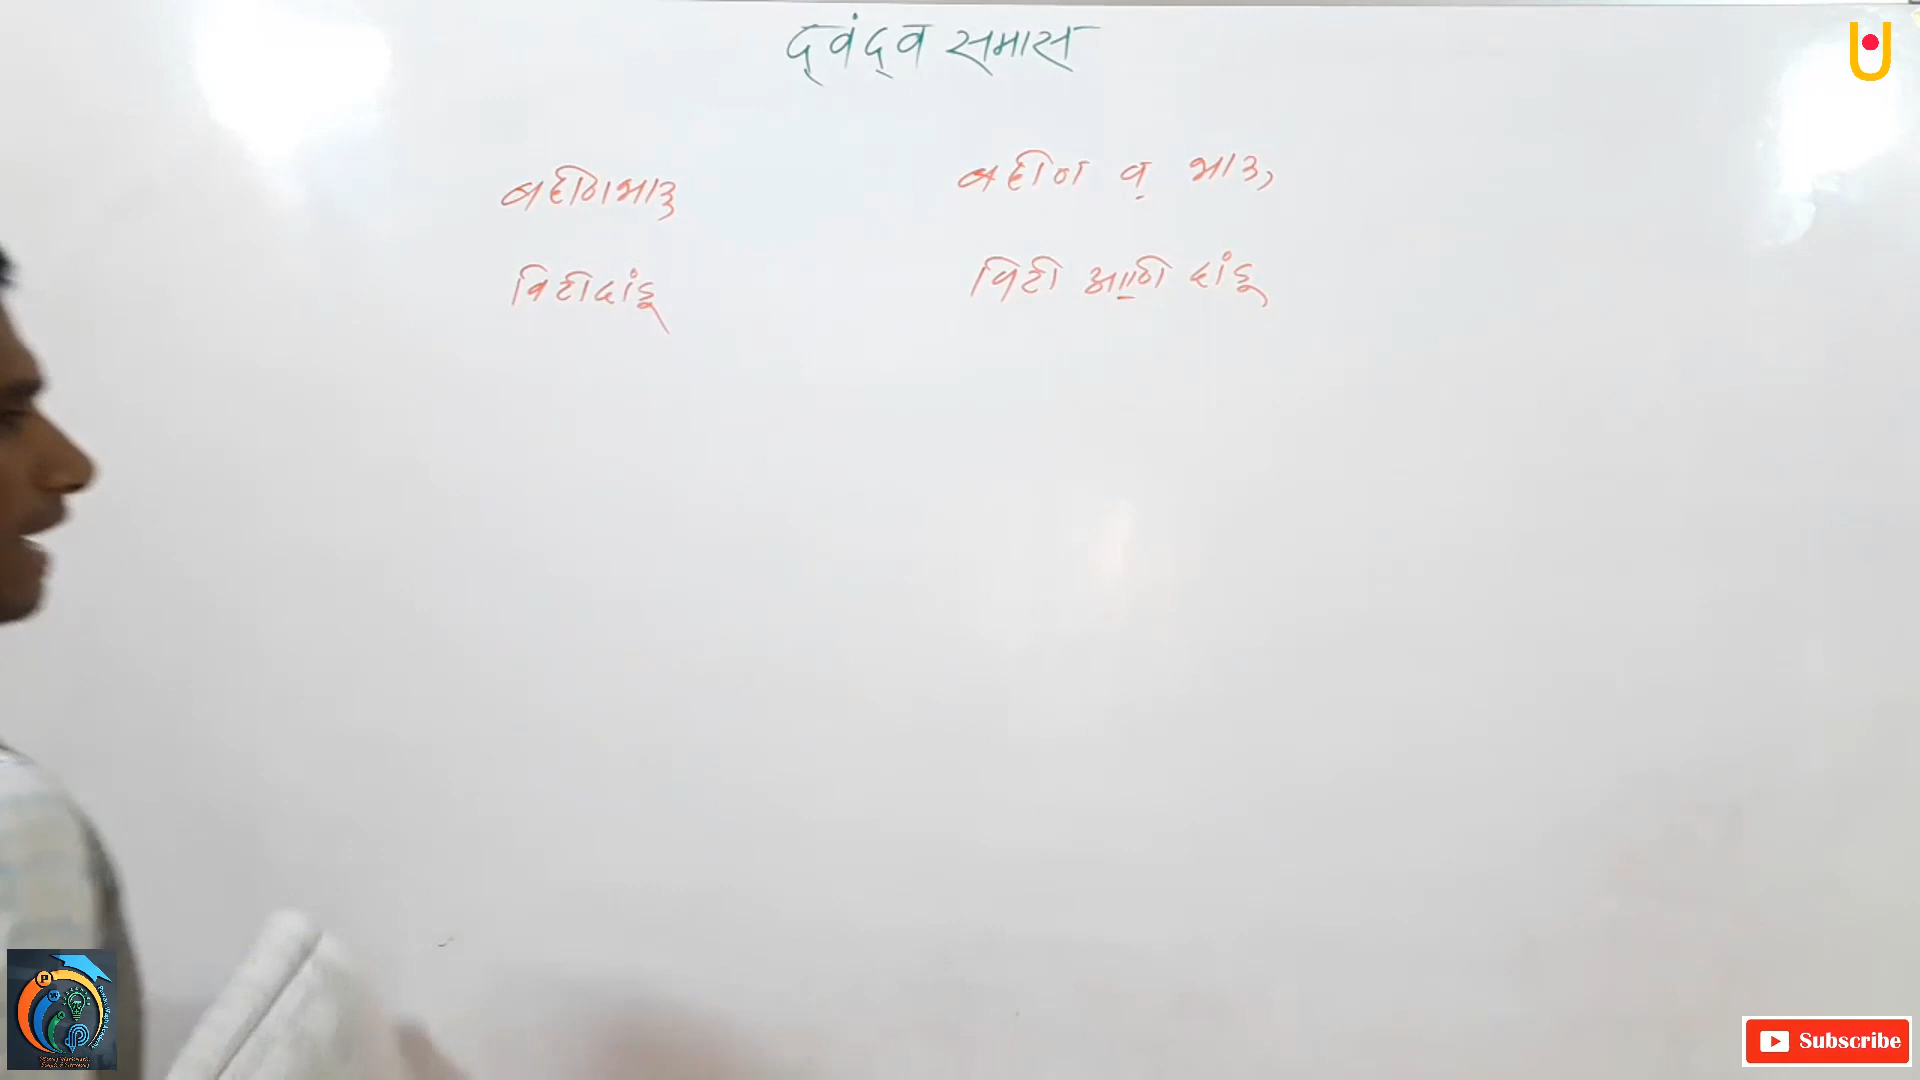 द्वंद्व समास
बहीणभाऊ बहीण व भाऊ,
विटीदांडू विटी आणि दांडू
Subscribe